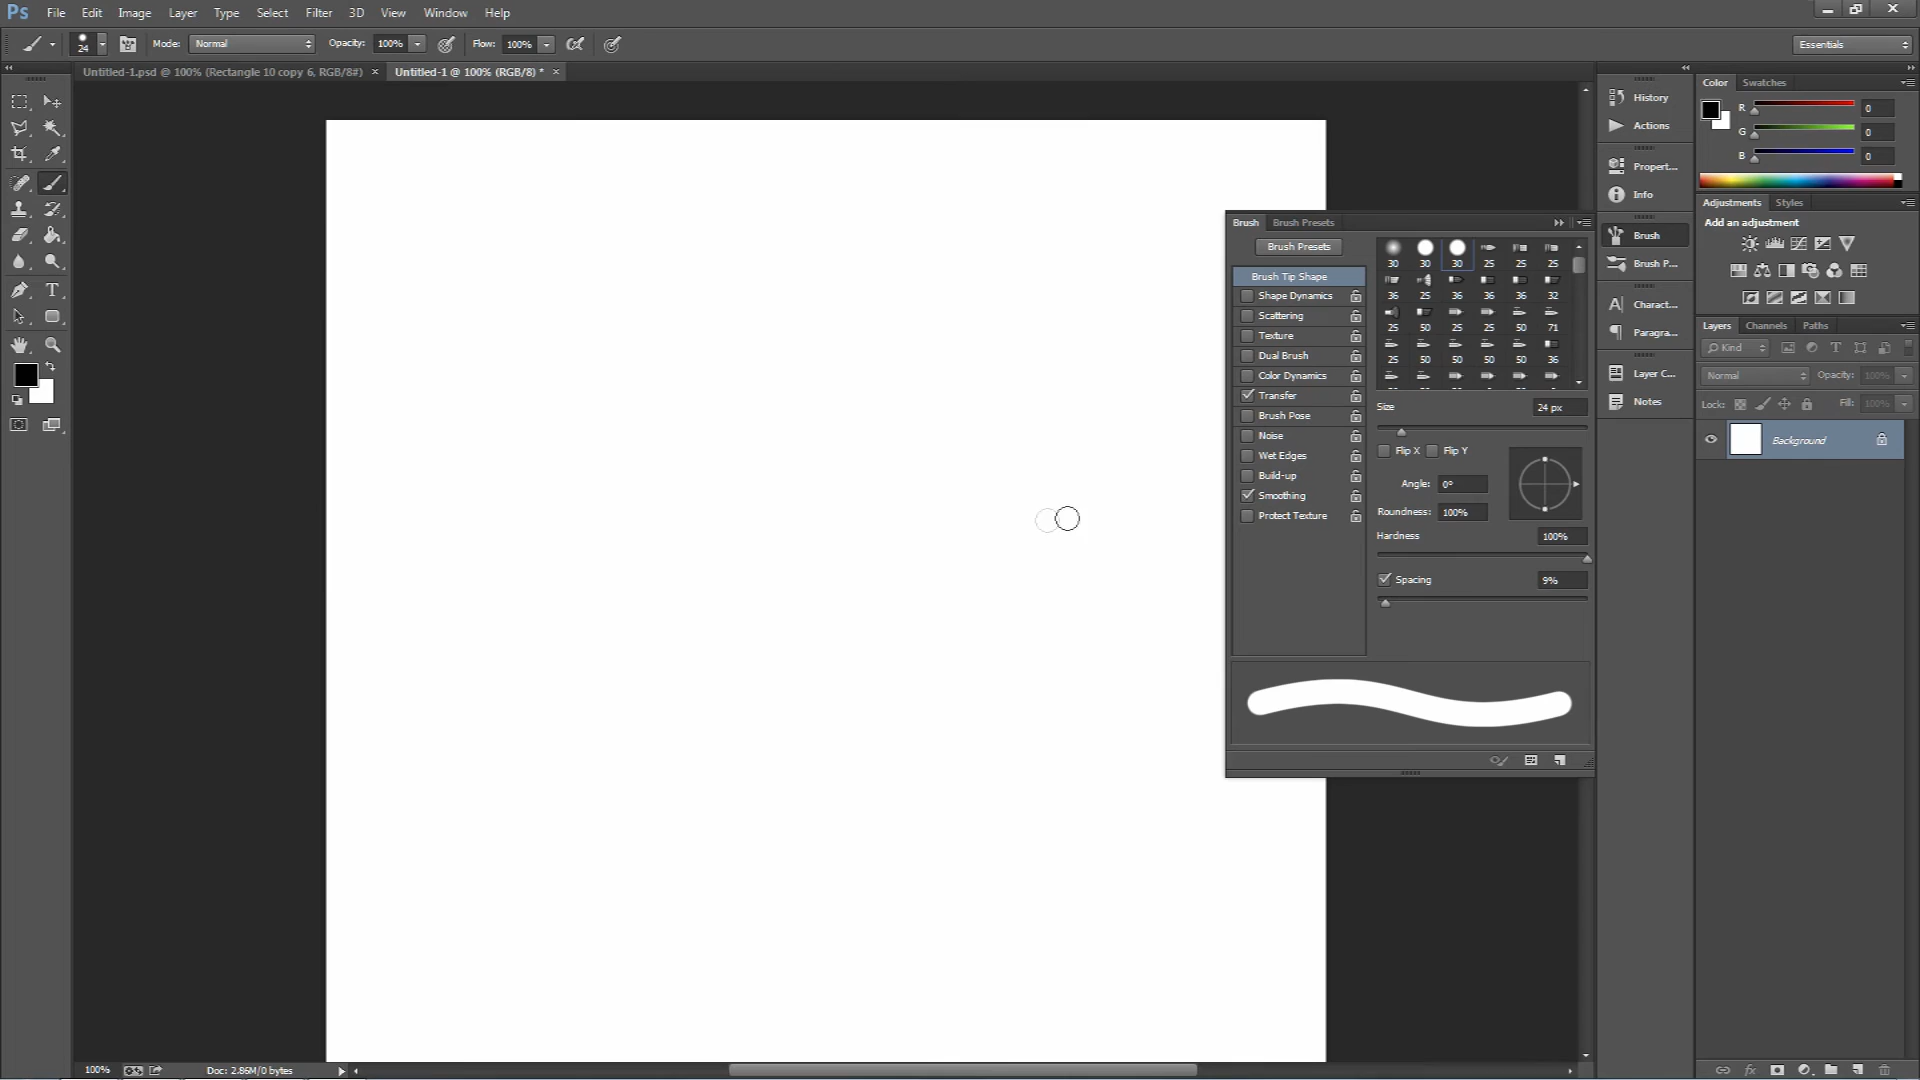 Ps File Edit Image Layer Type Select Filter 3D View Window Help
24 Mode: Normal Opacity: 100% Flow: 100% Essentials
Untitled-1.psd @ 100% (Rectangle 10 copy 6, RGB/8#) × Untitled-1 @ 100% (RGB/8) * ×
History
Actions
Propert...
Info
Brush
Brush P...
Charact...
Paragra...
Layer C...
Notes
Color Swatches
R 0
G 0
B 0
Adjustments Styles
Add an adjustment
Layers Channels Paths
Kind
Normal Opacity: 100%
Lock: Fill: 100%
Background
Brush Brush Presets
Brush Presets
Brush Tip Shape
Shape Dynamics
Scattering
Texture
Dual Brush
Color Dynamics
Transfer
Brush Pose
Noise
Wet Edges
Build-up
Smoothing
Protect Texture
30 30 30 25 25 25
36 25 36 36 36 32
25 50 25 25 50 71
25 50 50 50 50 36
Size 24 px
Flip X Flip Y
Angle: 0°
Roundness: 100%
Hardness 100%
Spacing 9%
100% Doc: 2.86M/0 bytes